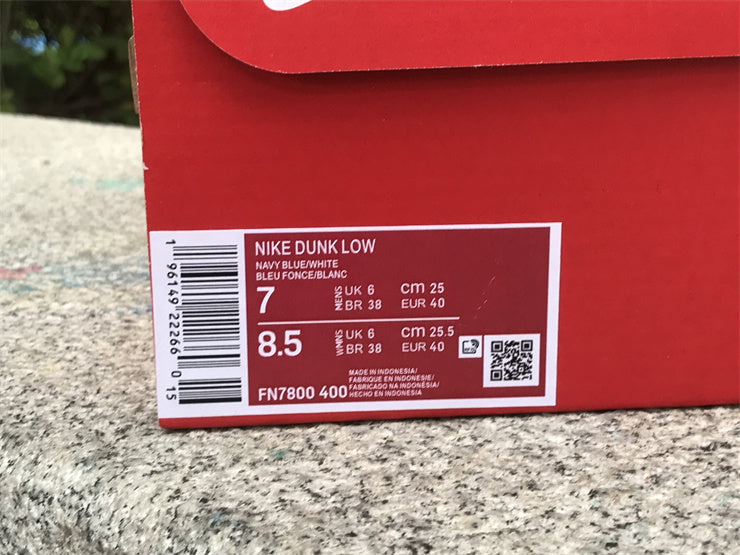 NIKE DUNK LOW
NAVY BLUE/WHITE
BLEU FONCE/BLANC
7 MENS UK 6 cm 25
BR 38 EUR 40
8.5 WMNS UK 6 cm 25.5
BR 38 EUR 40
MADE IN INDONESIA/
FABRIQUE EN INDONESIE/
FABRICADO NA INDONÉSIA/
FN7800 400 HECHO EN INDONESIA
1 96149 22266 0 15